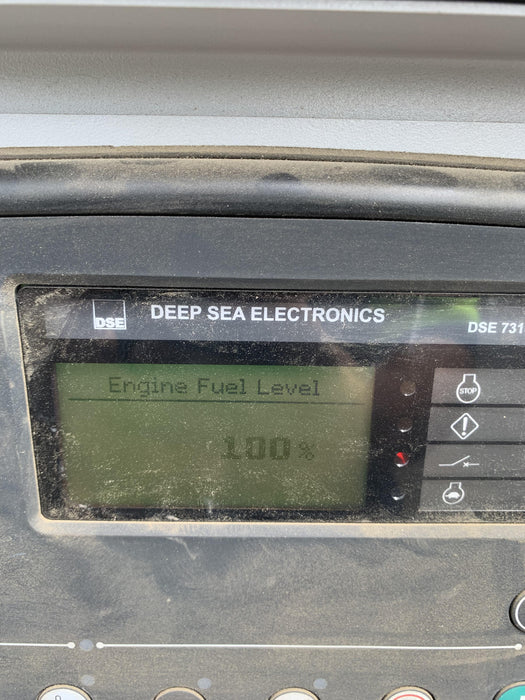 DSE
DEEP SEA ELECTRONICS
DSE 731
Engine Fuel Level
100 %
STOP